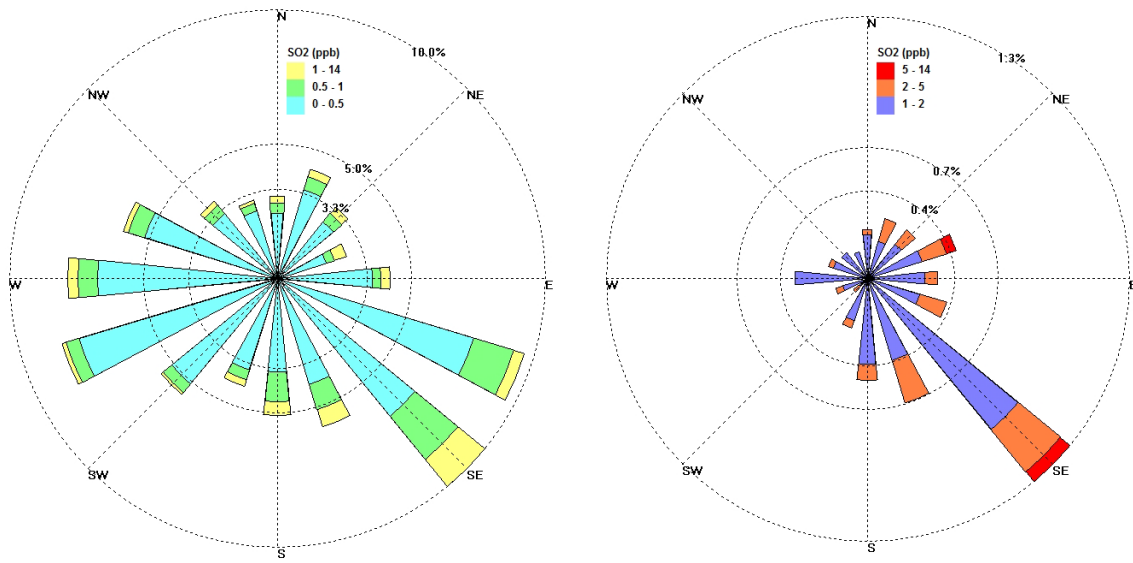 N
10.0%
SO2 (ppb)
1 - 14
0.5 - 1
0 - 0.5
NW
NE
5.0%
3.3%
W
E
SW
SE
S
N
1.3%
SO2 (ppb)
5 - 14
2 - 5
1 - 2
NW
NE
0.7%
0.4%
W
E
SW
SE
S